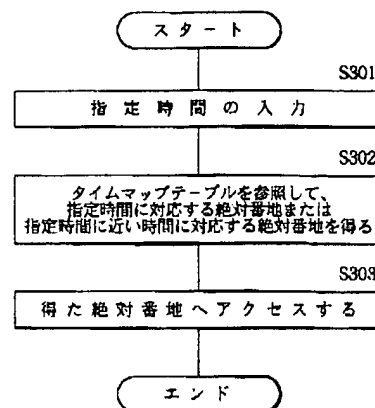 スタート
S301
指定時間の入力
S302
タイムマップテーブルを参照して、
指定時間に対応する絶対番地または
指定時間に近い時間に対応する絶対番地を得る
S303
得た絶対番地へアクセスする
エンド